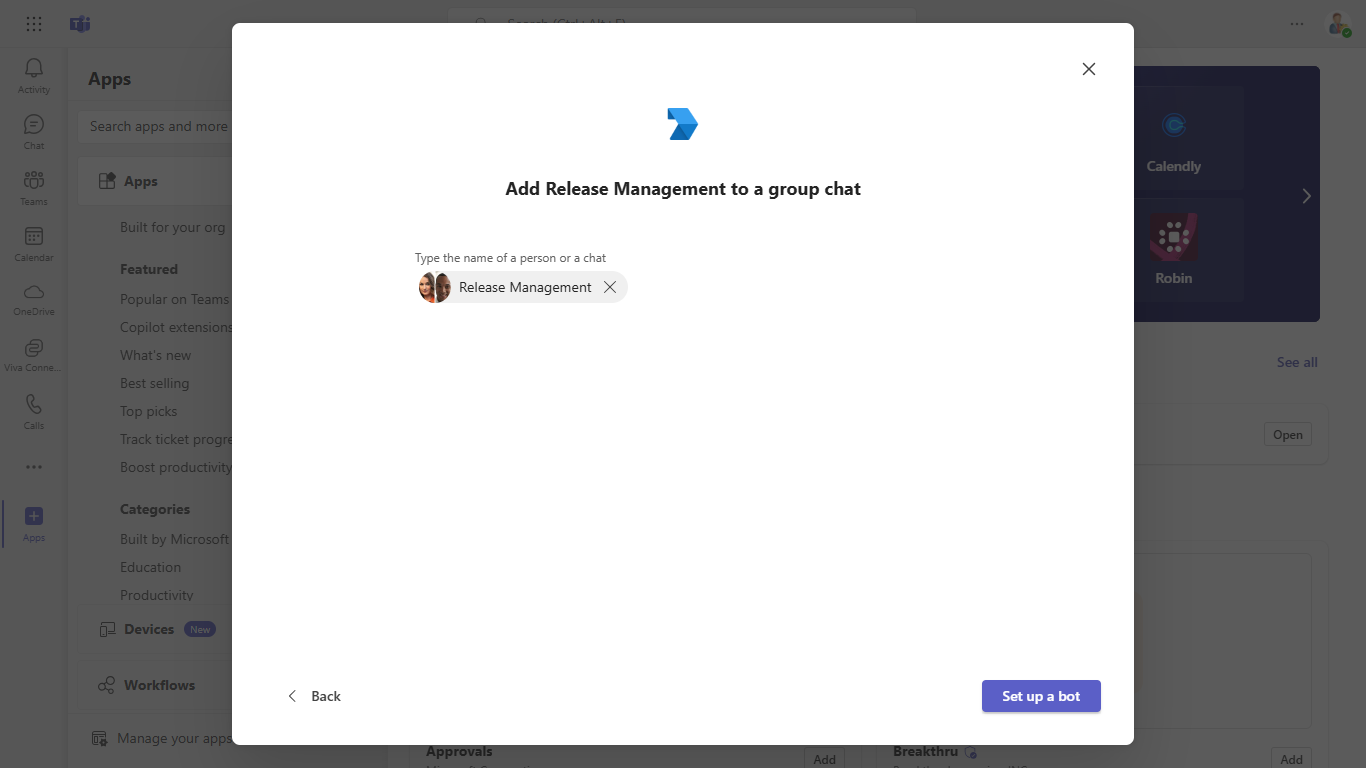 Search (Ctrl+Alt+E)
Activity
Chat
Teams
Calendar
OneDrive
Viva Conne...
Calls
Apps
Apps
Search apps and more
Apps
Built for your org
Featured
Popular on Teams
Copilot extensions
What's new
Best selling
Top picks
Track ticket progre
Boost productivity
Categories
Built by Microsoft
Education
Productivity
Devices New
Workflows
Manage your apps
Add Release Management to a group chat
Type the name of a person or a chat
Release Management
Back
Set up a bot
Calendly
Robin
See all
Open
Approvals
Add
Breakthru
Add